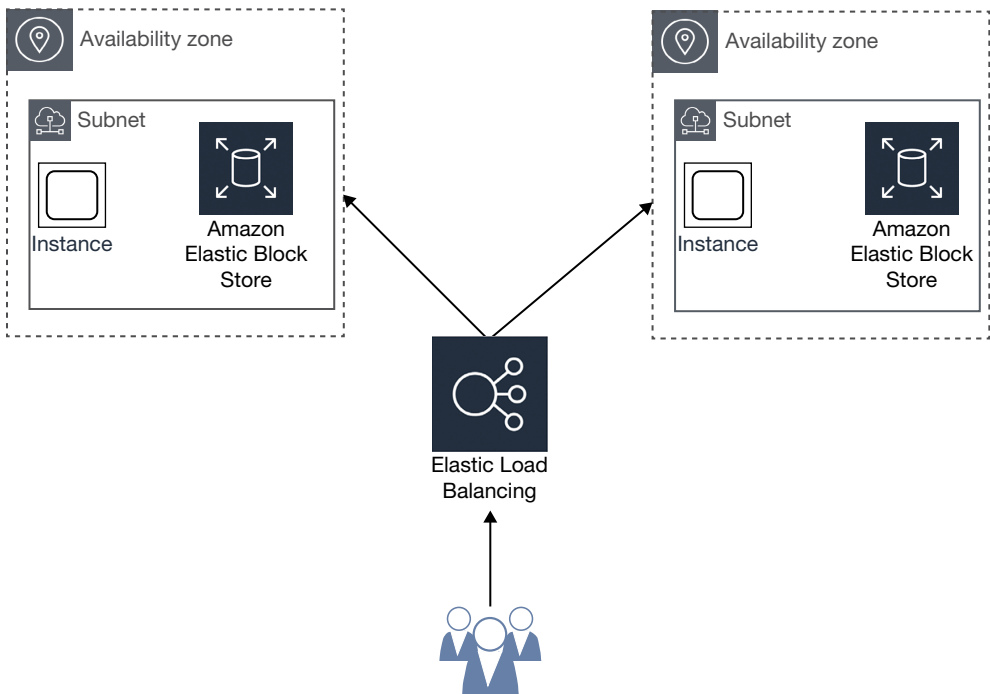 Availability zone
Availability zone
Subnet
Subnet
Instance
Amazon
Elastic Block
Store
Instance
Amazon
Elastic Block
Store
Elastic Load
Balancing